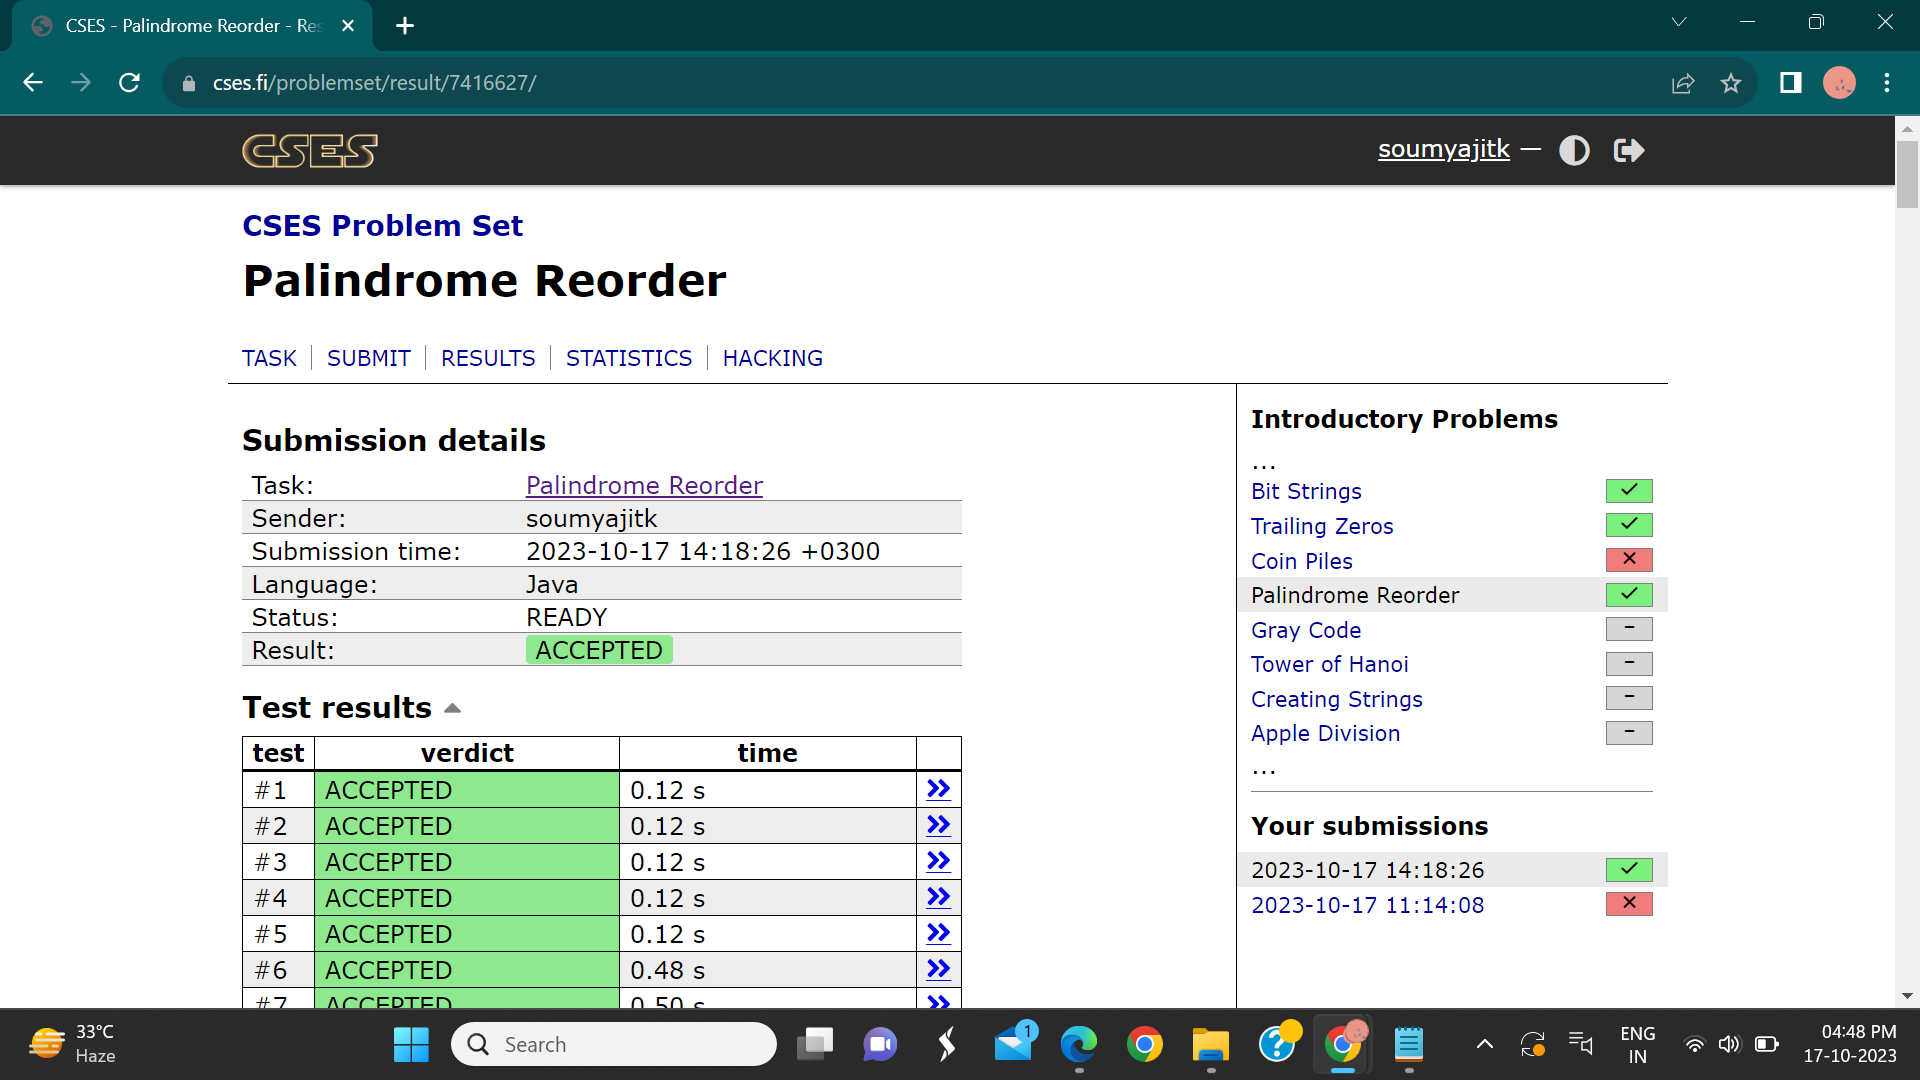 CSES - Palindrome Reorder - Res
cses.fi/problemset/result/7416627/
CSES
soumyajitk —
CSES Problem Set
Palindrome Reorder
TASK SUBMIT RESULTS STATISTICS HACKING
Submission details
Task: Palindrome Reorder
Sender: soumyajitk
Submission time: 2023-10-17 14:18:26 +0300
Language: Java
Status: READY
Result: ACCEPTED
Test results
test verdict time
#1 ACCEPTED 0.12 s
#2 ACCEPTED 0.12 s
#3 ACCEPTED 0.12 s
#4 ACCEPTED 0.12 s
#5 ACCEPTED 0.12 s
#6 ACCEPTED 0.48 s
#7 ACCEPTED 0.50 s
Introductory Problems
...
Bit Strings
Trailing Zeros
Coin Piles
Palindrome Reorder
Gray Code -
Tower of Hanoi -
Creating Strings -
Apple Division -
...
Your submissions
2023-10-17 14:18:26
2023-10-17 11:14:08
33°C
Haze
Search
1
ENG
IN
04:48 PM
17-10-2023